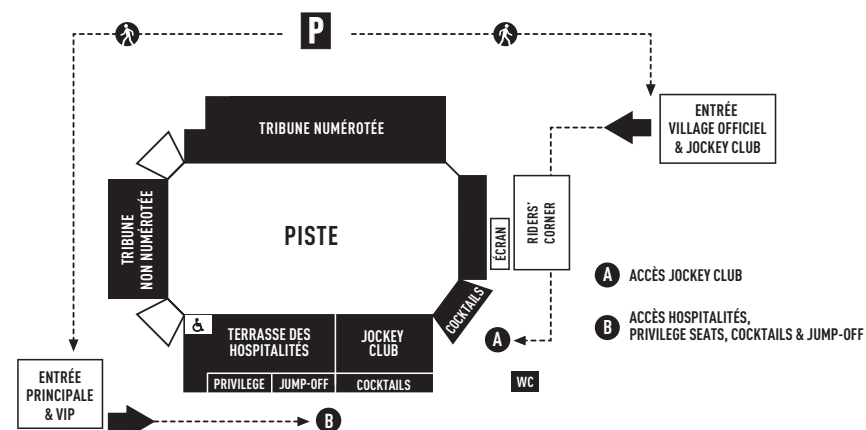 P
ENTRÉE
VILLAGE OFFICIEL
& JOCKEY CLUB
TRIBUNE NUMÉROTÉE
TRIBUNE
NON NUMÉROTÉE
PISTE
ÉCRAN
RIDERS'
CORNER
COCKTAILS
A ACCÈS JOCKEY CLUB
B ACCÈS HOSPITALITÉS,
PRIVILEGE SEATS, COCKTAILS & JUMP-OFF
TERRASSE DES
HOSPITALITÉS
JOCKEY
CLUB
A
PRIVILEGE
JUMP-OFF
COCKTAILS
WC
ENTRÉE
PRINCIPALE
& VIP
B